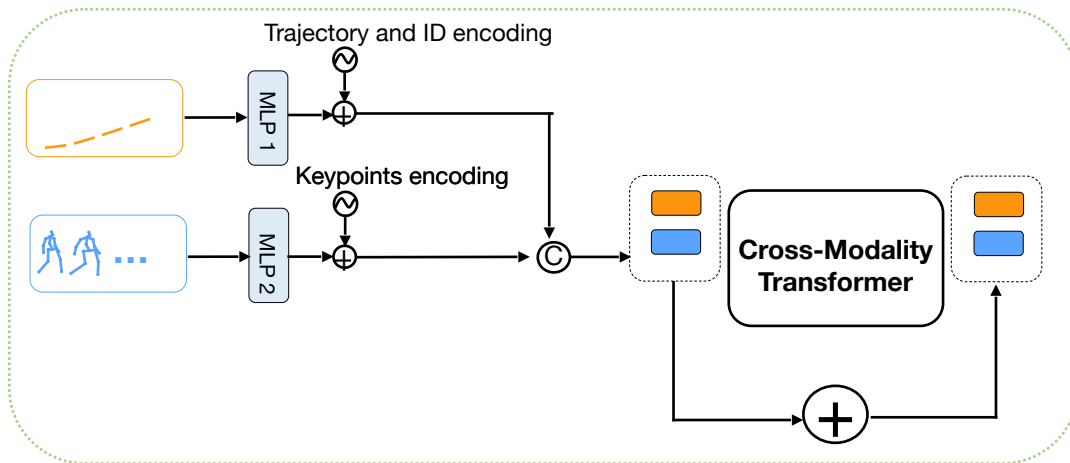 Trajectory and ID encoding
MLP 1
Keypoints encoding
MLP 2
C
Cross-Modality
Transformer